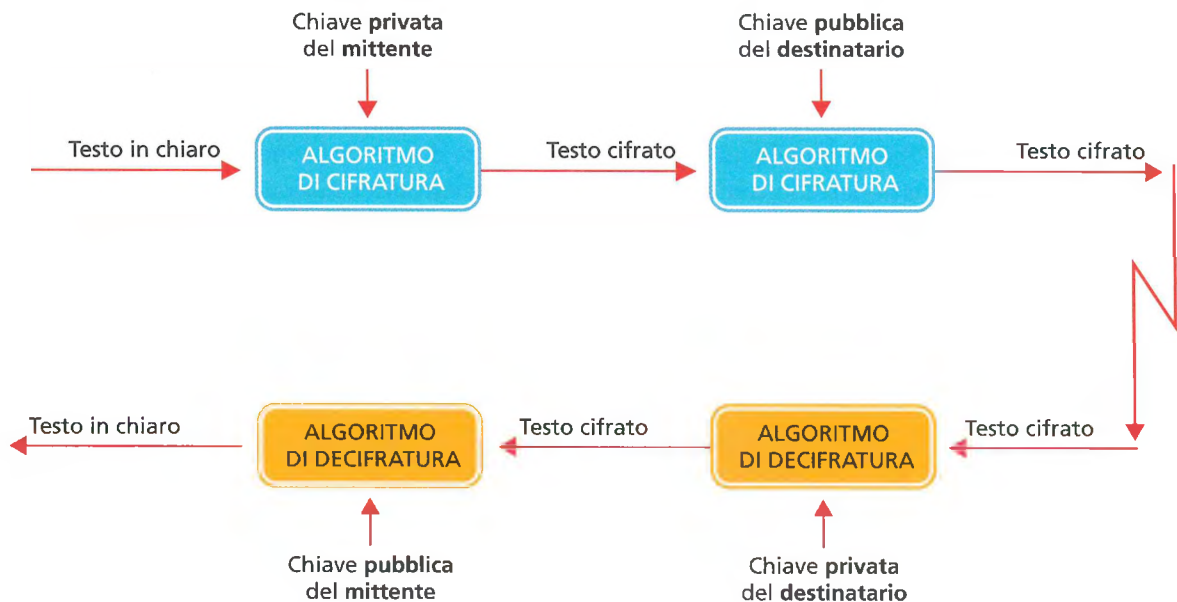 Chiave privata
del mittente
Chiave pubblica
del destinatario
Testo in chiaro
ALGORITMO
DI CIFRATURA
Testo cifrato
ALGORITMO
DI CIFRATURA
Testo cifrato
Testo in chiaro
ALGORITMO
DI DECIFRATURA
Testo cifrato
ALGORITMO
DI DECIFRATURA
Testo cifrato
Chiave pubblica
del mittente
Chiave privata
del destinatario